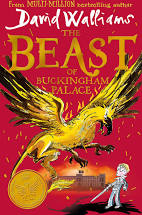 From MULTI-MILLION bestselling author
David Walliams
THE
BEAST
OF
BUCKINGHAM
PALACE